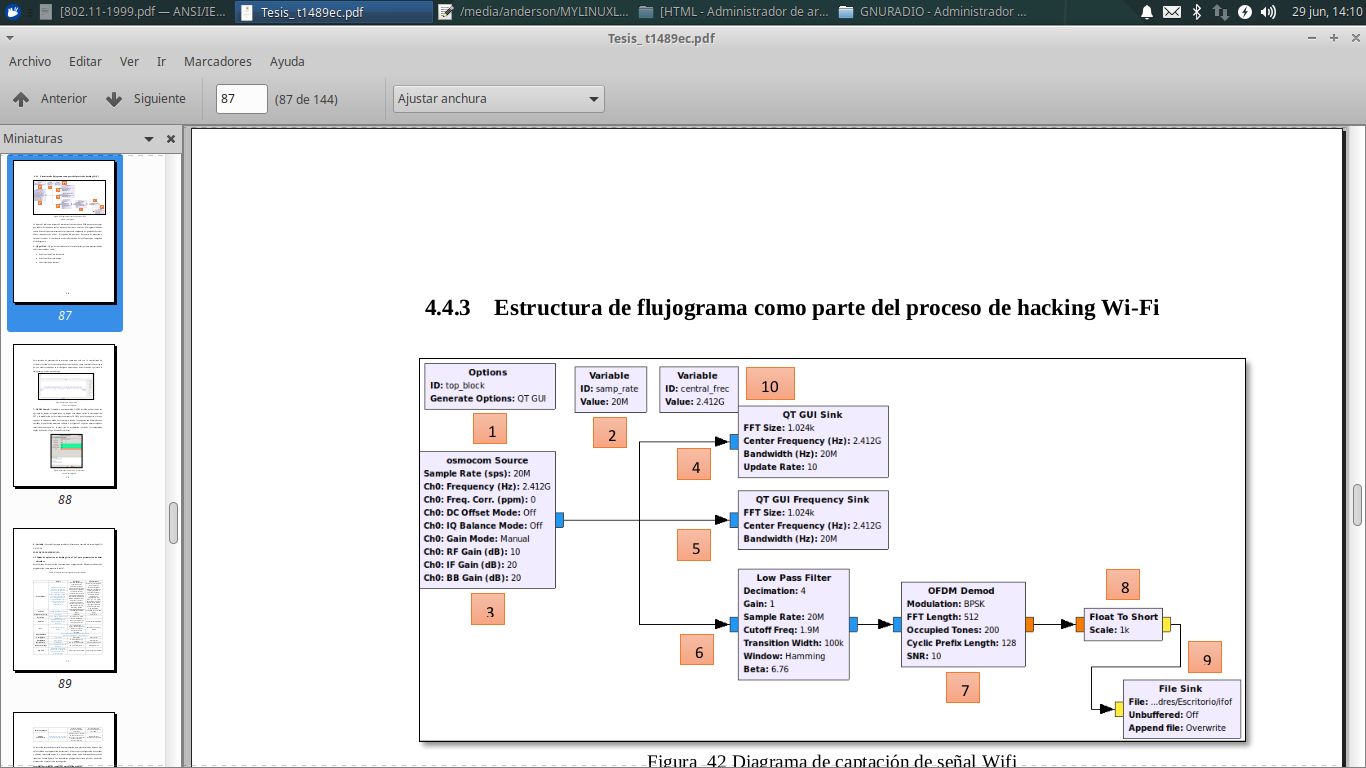 [802.11-1999.pdf — ANSI/IE...
Tesis_ t1489ec.pdf
/media/anderson/MYLINUXL...
[HTML - Administrador de ar...
GNURADIO - Administrador ...
29 jun, 14:10
Tesis_ t1489ec.pdf
Archivo Editar Ver Ir Marcadores Ayuda
Anterior Siguiente 87 (87 de 144) Ajustar anchura
Miniaturas
87
88
89
4.4.3 Estructura de flujograma como parte del proceso de hacking Wi-Fi
Options
ID: top_block
Generate Options: QT GUI
1
Variable
ID: samp_rate
Value: 20M
2
Variable
ID: central_frec
Value: 2.412G
10
osmocom Source
Sample Rate (sps): 20M
Ch0: Frequency (Hz): 2.412G
Ch0: Freq. Corr. (ppm): 0
Ch0: DC Offset Mode: Off
Ch0: IQ Balance Mode: Off
Ch0: Gain Mode: Manual
Ch0: RF Gain (dB): 10
Ch0: IF Gain (dB): 20
Ch0: BB Gain (dB): 20
3
QT GUI Sink
FFT Size: 1.024k
Center Frequency (Hz): 2.412G
Bandwidth (Hz): 20M
Update Rate: 10
4
QT GUI Frequency Sink
FFT Size: 1.024k
Center Frequency (Hz): 2.412G
Bandwidth (Hz): 20M
5
Low Pass Filter
Decimation: 4
Gain: 1
Sample Rate: 20M
Cutoff Freq: 1.9M
Transition Width: 100k
Window: Hamming
Beta: 6.76
6
OFDM Demod
Modulation: BPSK
FFT Length: 512
Occupied Tones: 200
Cyclic Prefix Length: 128
SNR: 10
7
8
Float To Short
Scale: 1k
9
File Sink
File: ...dres/Escritorio/ifof
Unbuffered: Off
Append file: Overwrite
Figura 42 Diagrama de captación de señal Wifi